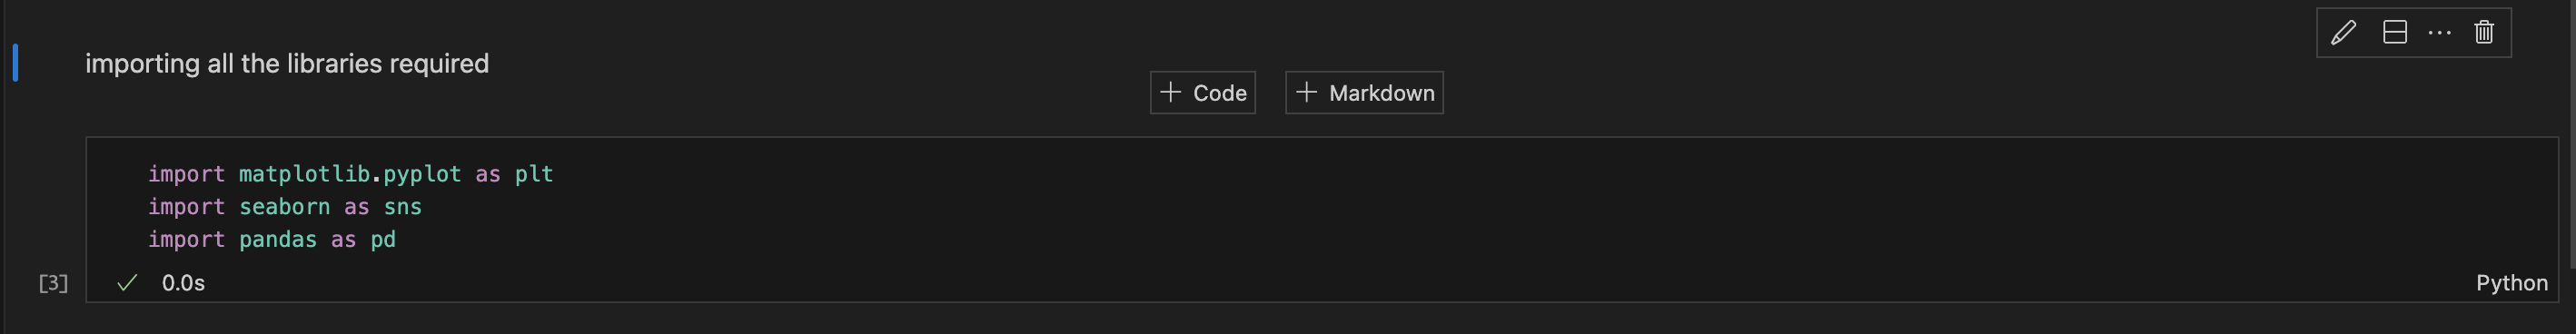 importing all the libraries required
+ Code + Markdown
import matplotlib.pyplot as plt
import seaborn as sns
import pandas as pd
[3] ✓ 0.0s Python